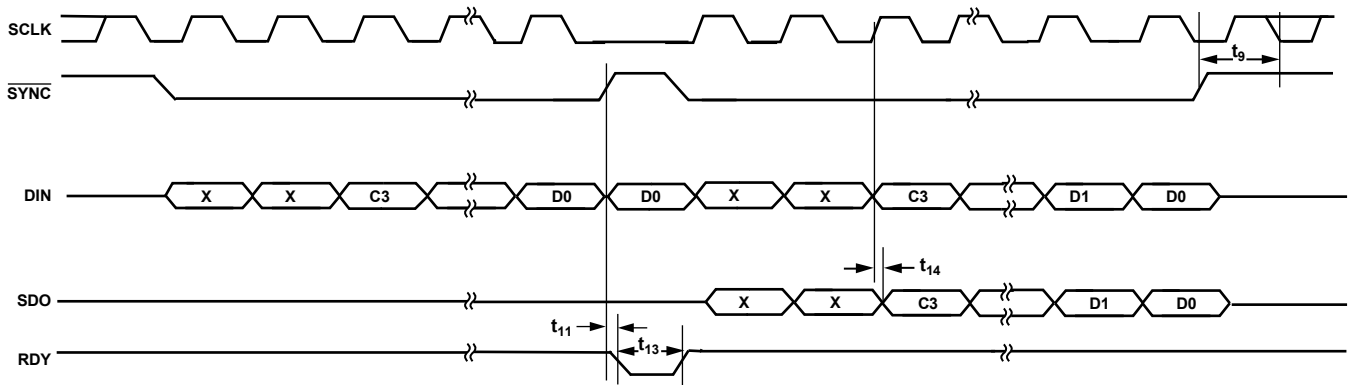 SCLK
t9
SYNC
DIN X X C3 D0 D0 X X C3 D1 D0
t14
SDO X X C3 D1 D0
t11 t13
RDY